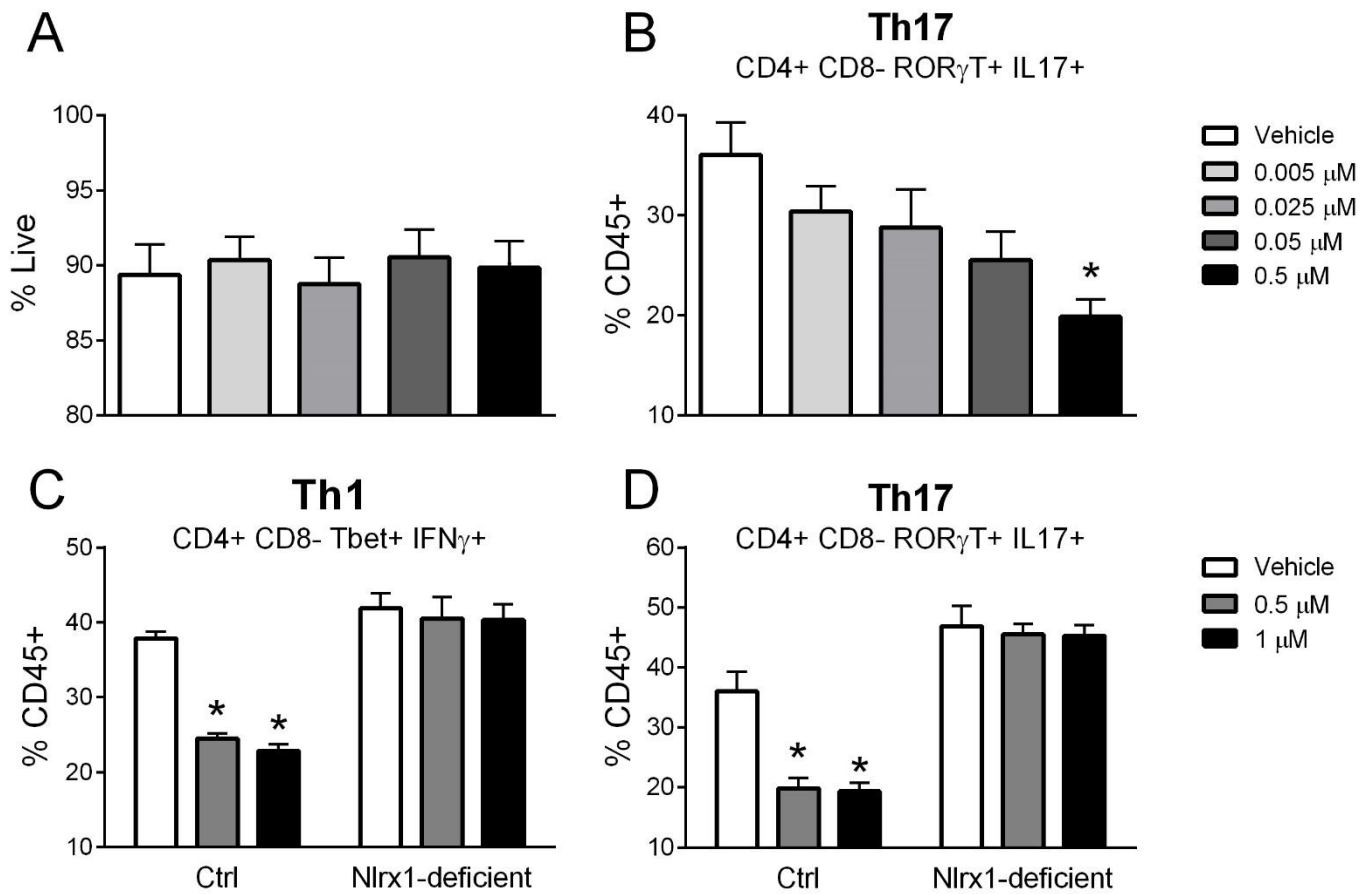 A
% Live
100
95
90
85
80
B
Th17
CD4+ CD8- RORγT+ IL17+
% CD45+
40
30
20
10
*
Vehicle
0.005 μM
0.025 μM
0.05 μM
0.5 μM
C
Th1
CD4+ CD8- Tbet+ IFNγ+
% CD45+
50
40
30
20
10
* *
Ctrl Nlrx1-deficient
D
Th17
CD4+ CD8- RORγT+ IL17+
% CD45+
60
50
40
30
20
10
* *
Ctrl Nlrx1-deficient
Vehicle
0.5 μM
1 μM